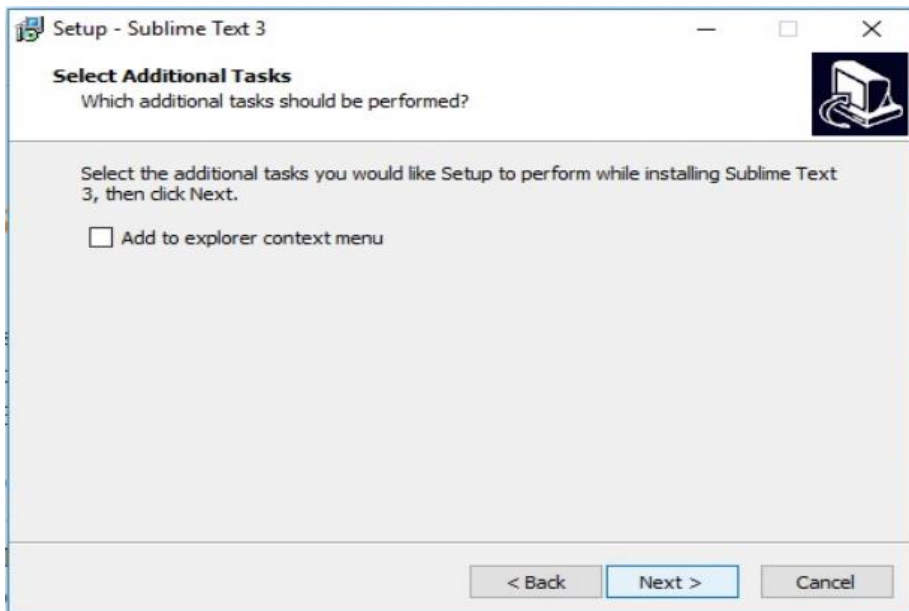 Setup - Sublime Text 3
Select Additional Tasks
Which additional tasks should be performed?
Select the additional tasks you would like Setup to perform while installing Sublime Text
3, then click Next.
Add to explorer context menu
< Back
Next >
Cancel